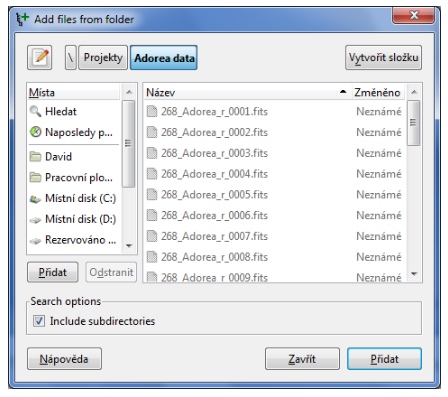 Add files from folder
\ Projekty Adorea data Vytvořit složku
Místa Název Změněno
Hledat 268_Adorea_r_0001.fits Neznámé
Naposledy p... 268_Adorea_r_0002.fits Neznámé
David 268_Adorea_r_0003.fits Neznámé
Pracovní plo... 268_Adorea_r_0004.fits Neznámé
Místní disk (C:) 268_Adorea_r_0005.fits Neznámé
Místní disk (D:) 268_Adorea_r_0006.fits Neznámé
Rezervováno ... 268_Adorea_r_0007.fits Neznámé
268_Adorea_r_0008.fits Neznámé
Přidat Odstranit 268_Adorea_r_0009.fits Neznámé
Search options
Include subdirectories
Nápověda Zavřít Přidat